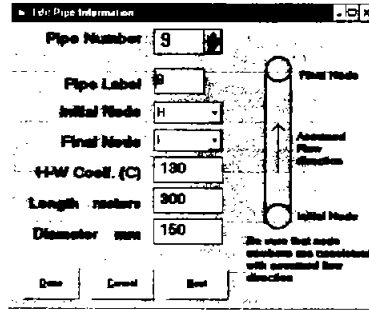 Edit Pipe Information
Pipe Number 9
Pipe Label 9
Initial Node H
Final Node I
H-W Coeff. (C) 130
Length meters 300
Diameter mm 150
Final Node
Assumed
Flow
direction
Initial Node
Be sure that node
numbers are consistent
with assumed flow
direction
Done Cancel Next